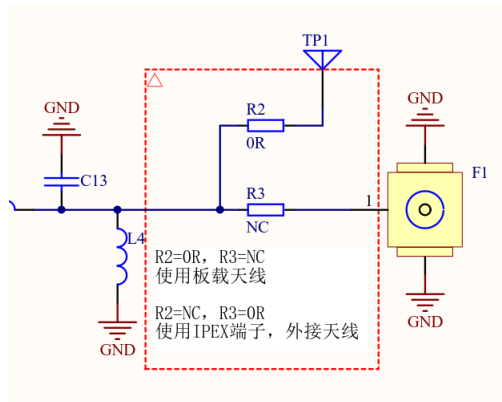 TP1
GND
R2
0R
GND
C13
R3
NC
1
F1
L4
R2=0R，R3=NC
使用板载天线
R2=NC，R3=0R
使用IPEX端子，外接天线
GND
GND